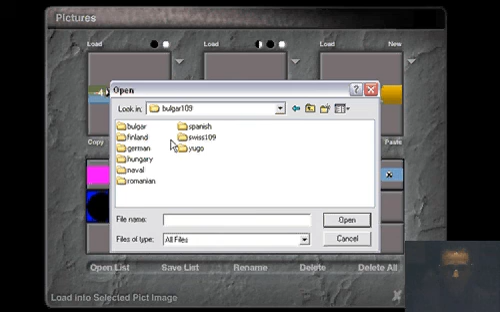 Pictures
Load
Load
Load
New
Open
Look in:
bulgar109
bulgar
finland
german
hungary
naval
romanian
spanish
swiss109
yugo
Copy
Paste
File name:
Open
Files of type:
All Files
Cancel
Open List
Save List
Rename
Delete
Delete All
Load into Selected Pict Image